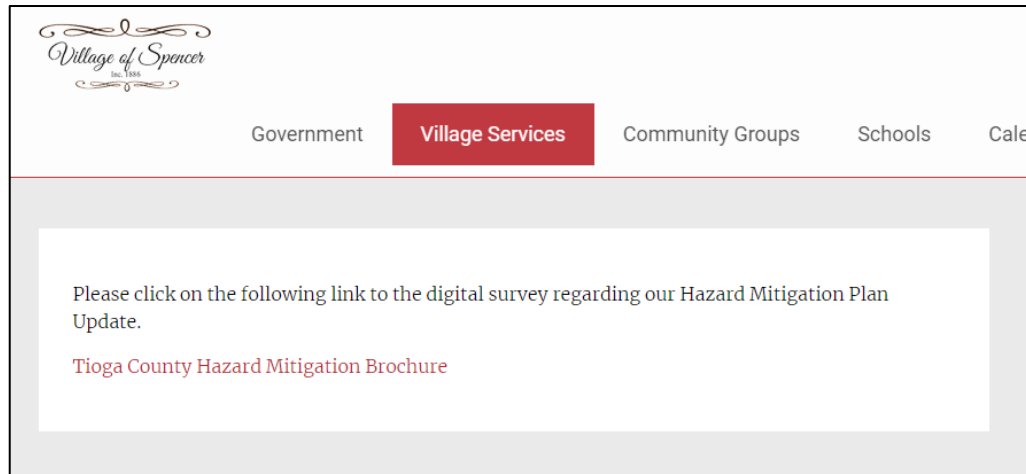 Village of Spencer
Inc. 1886
Government Village Services Community Groups Schools Cale
Please click on the following link to the digital survey regarding our Hazard Mitigation Plan
Update.
Tioga County Hazard Mitigation Brochure